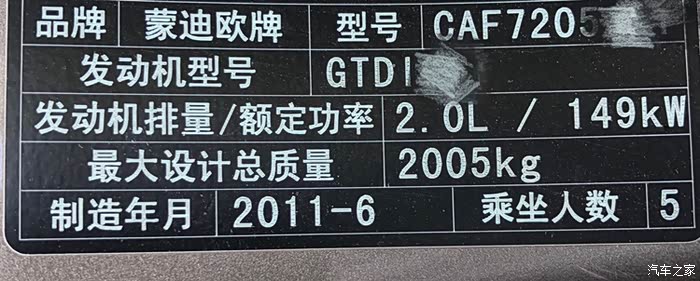 品牌 蒙迪欧牌 型号 CAF7205
发动机型号 GTDI
发动机排量/额定功率 2.0L / 149kW
最大设计总质量 2005kg
制造年月 2011-6 乘坐人数 5
汽车之家